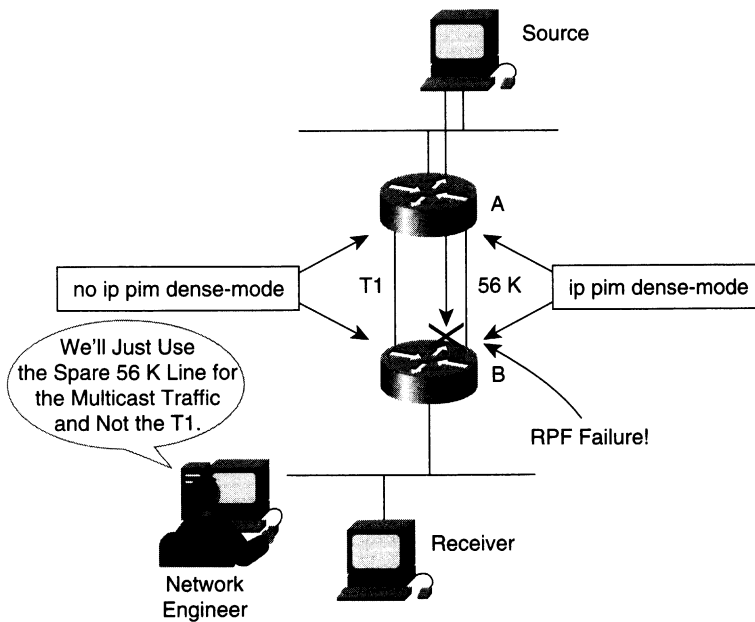 Source
A
no ip pim dense-mode
T1
56 K
ip pim dense-mode
We'll Just Use
the Spare 56 K Line for
the Multicast Traffic
and Not the T1.
B
RPF Failure!
Receiver
Network
Engineer